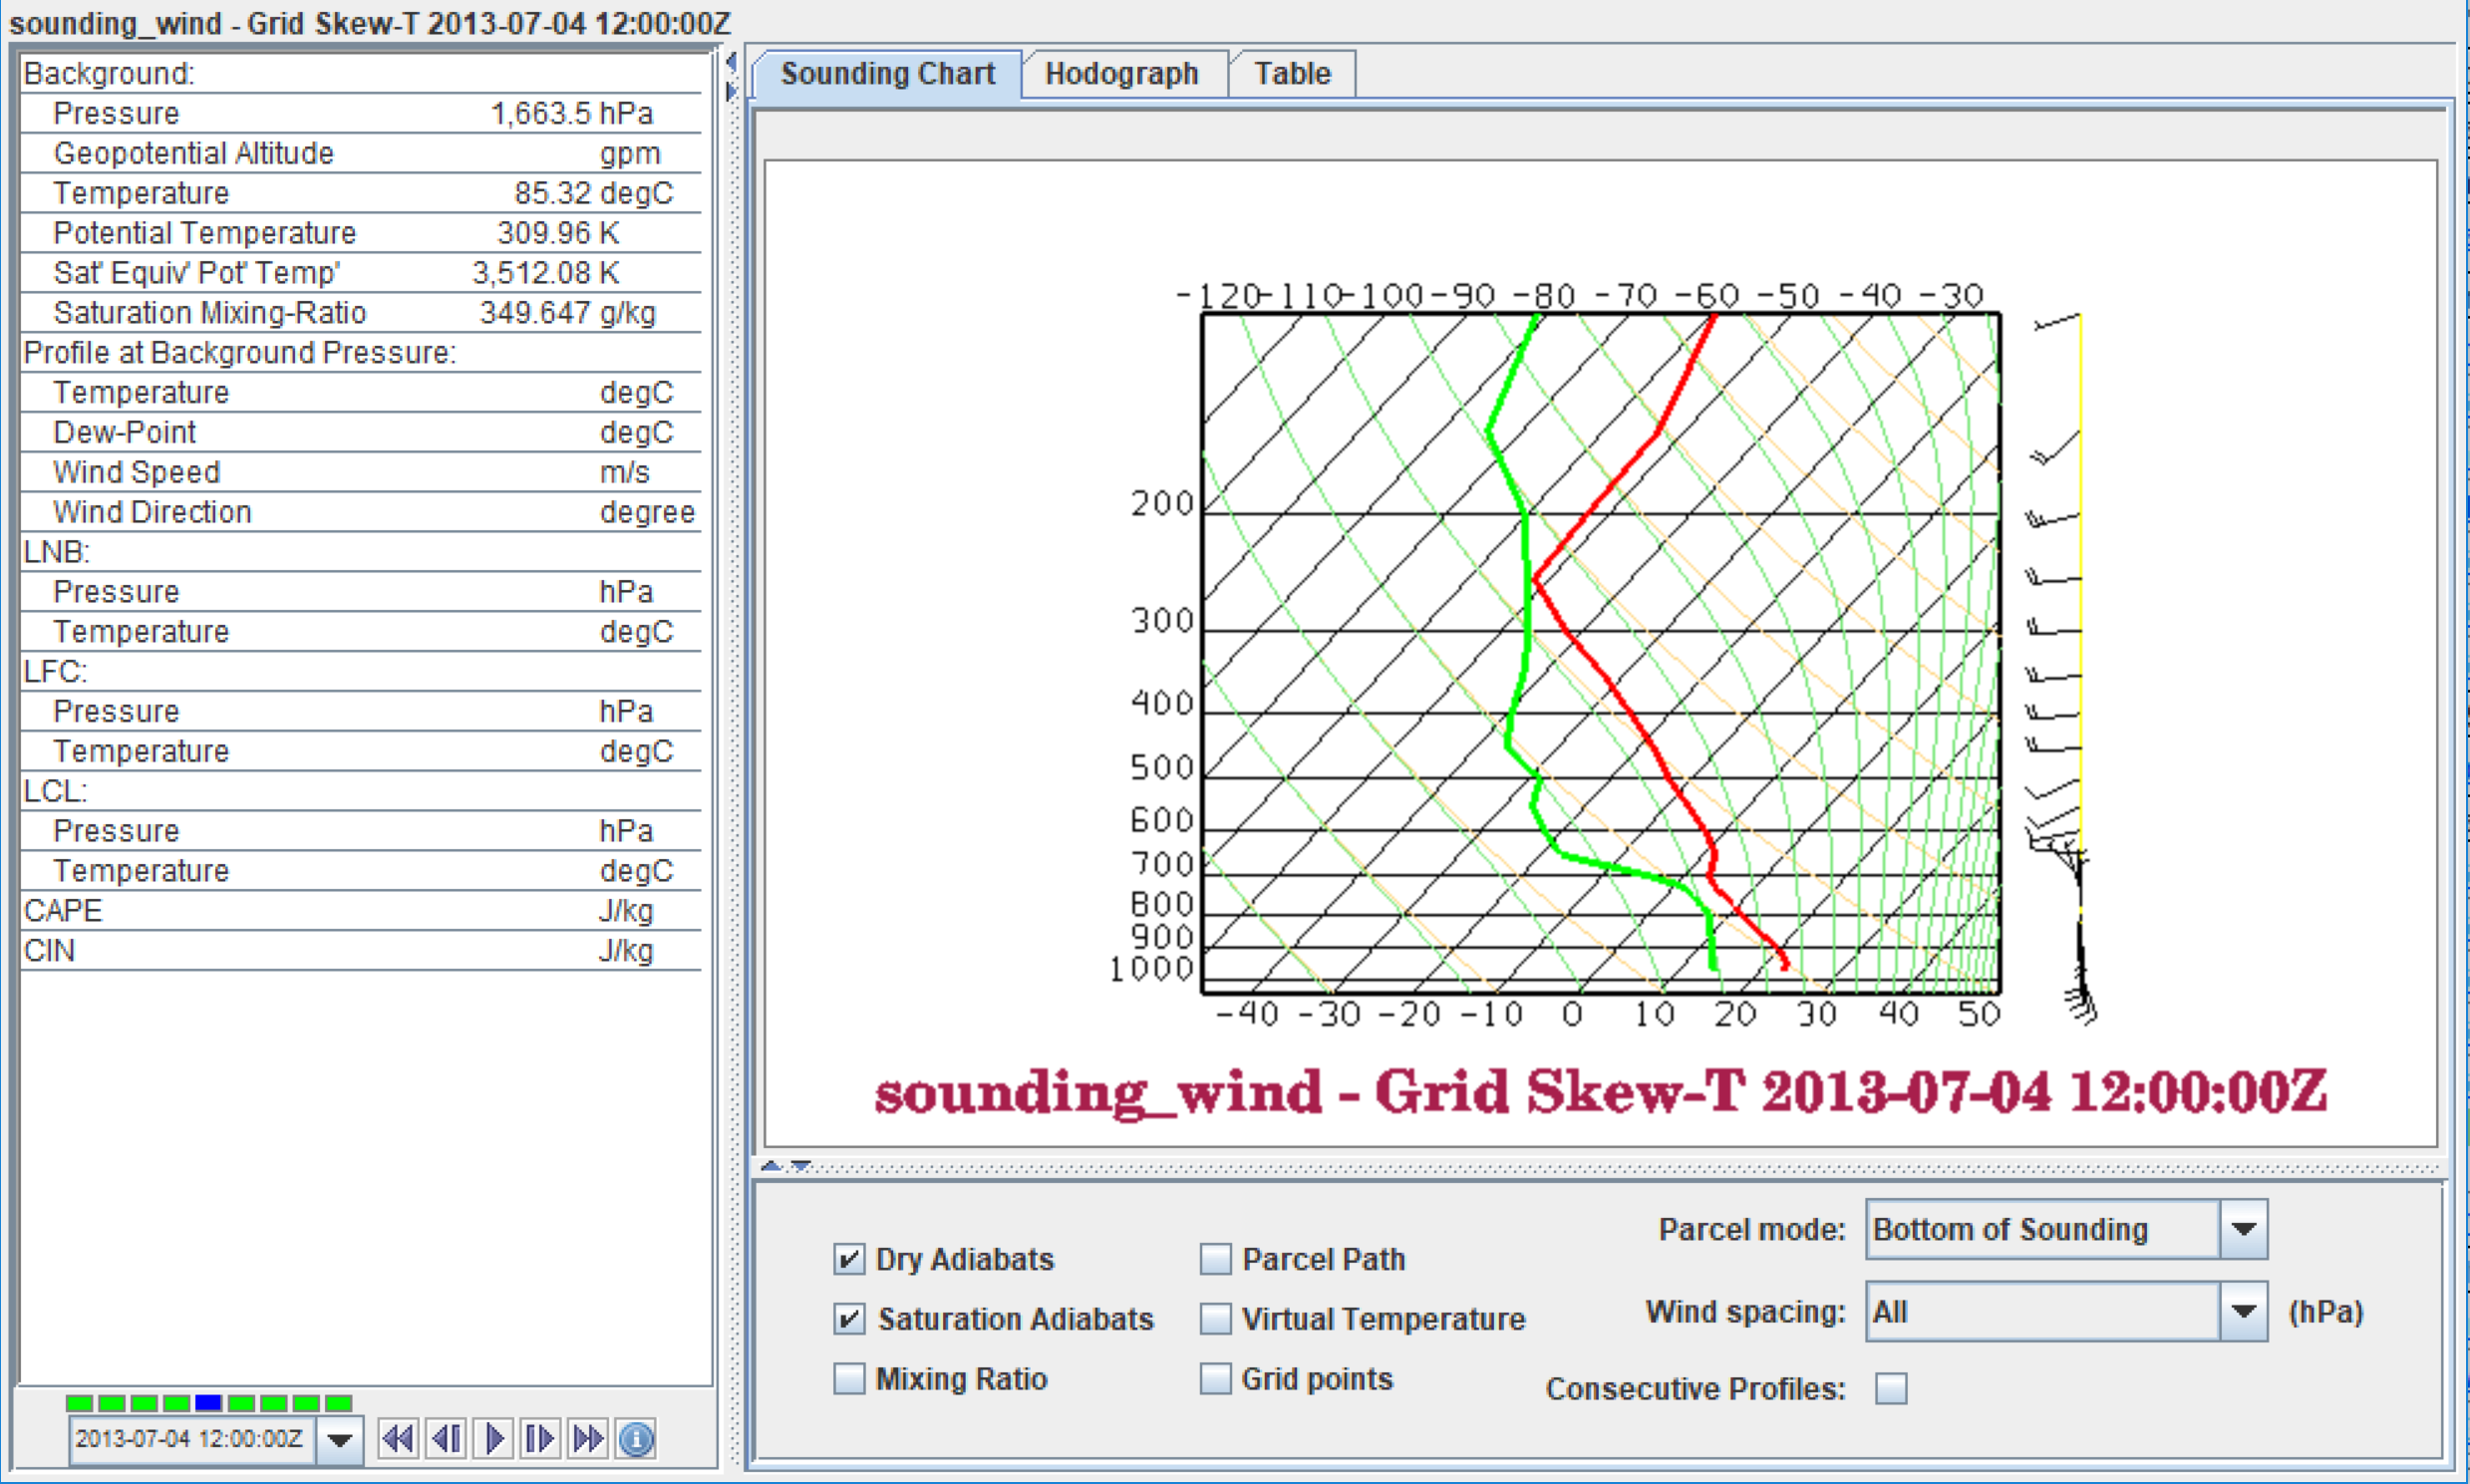 sounding_wind - Grid Skew-T 2013-07-04 12:00:00Z
Background:
Pressure 1,663.5 hPa
Geopotential Altitude gpm
Temperature 85.32 degC
Potential Temperature 309.96 K
Sat' Equiv' Pot' Temp' 3,512.08 K
Saturation Mixing-Ratio 349.647 g/kg
Profile at Background Pressure:
Temperature degC
Dew-Point degC
Wind Speed m/s
Wind Direction degree
LNB:
Pressure hPa
Temperature degC
LFC:
Pressure hPa
Temperature degC
LCL:
Pressure hPa
Temperature degC
CAPE J/kg
CIN J/kg
2013-07-04 12:00:00Z
Sounding Chart Hodograph Table
-120 -110 -100 -90 -80 -70 -60 -50 -40 -30
200
300
400
500
600
700
800
900
1000
-40 -30 -20 -10 0 10 20 30 40 50
sounding_wind - Grid Skew-T 2013-07-04 12:00:00Z
Dry Adiabats Parcel Path Parcel mode: Bottom of Sounding
Saturation Adiabats Virtual Temperature Wind spacing: All (hPa)
Mixing Ratio Grid points Consecutive Profiles: